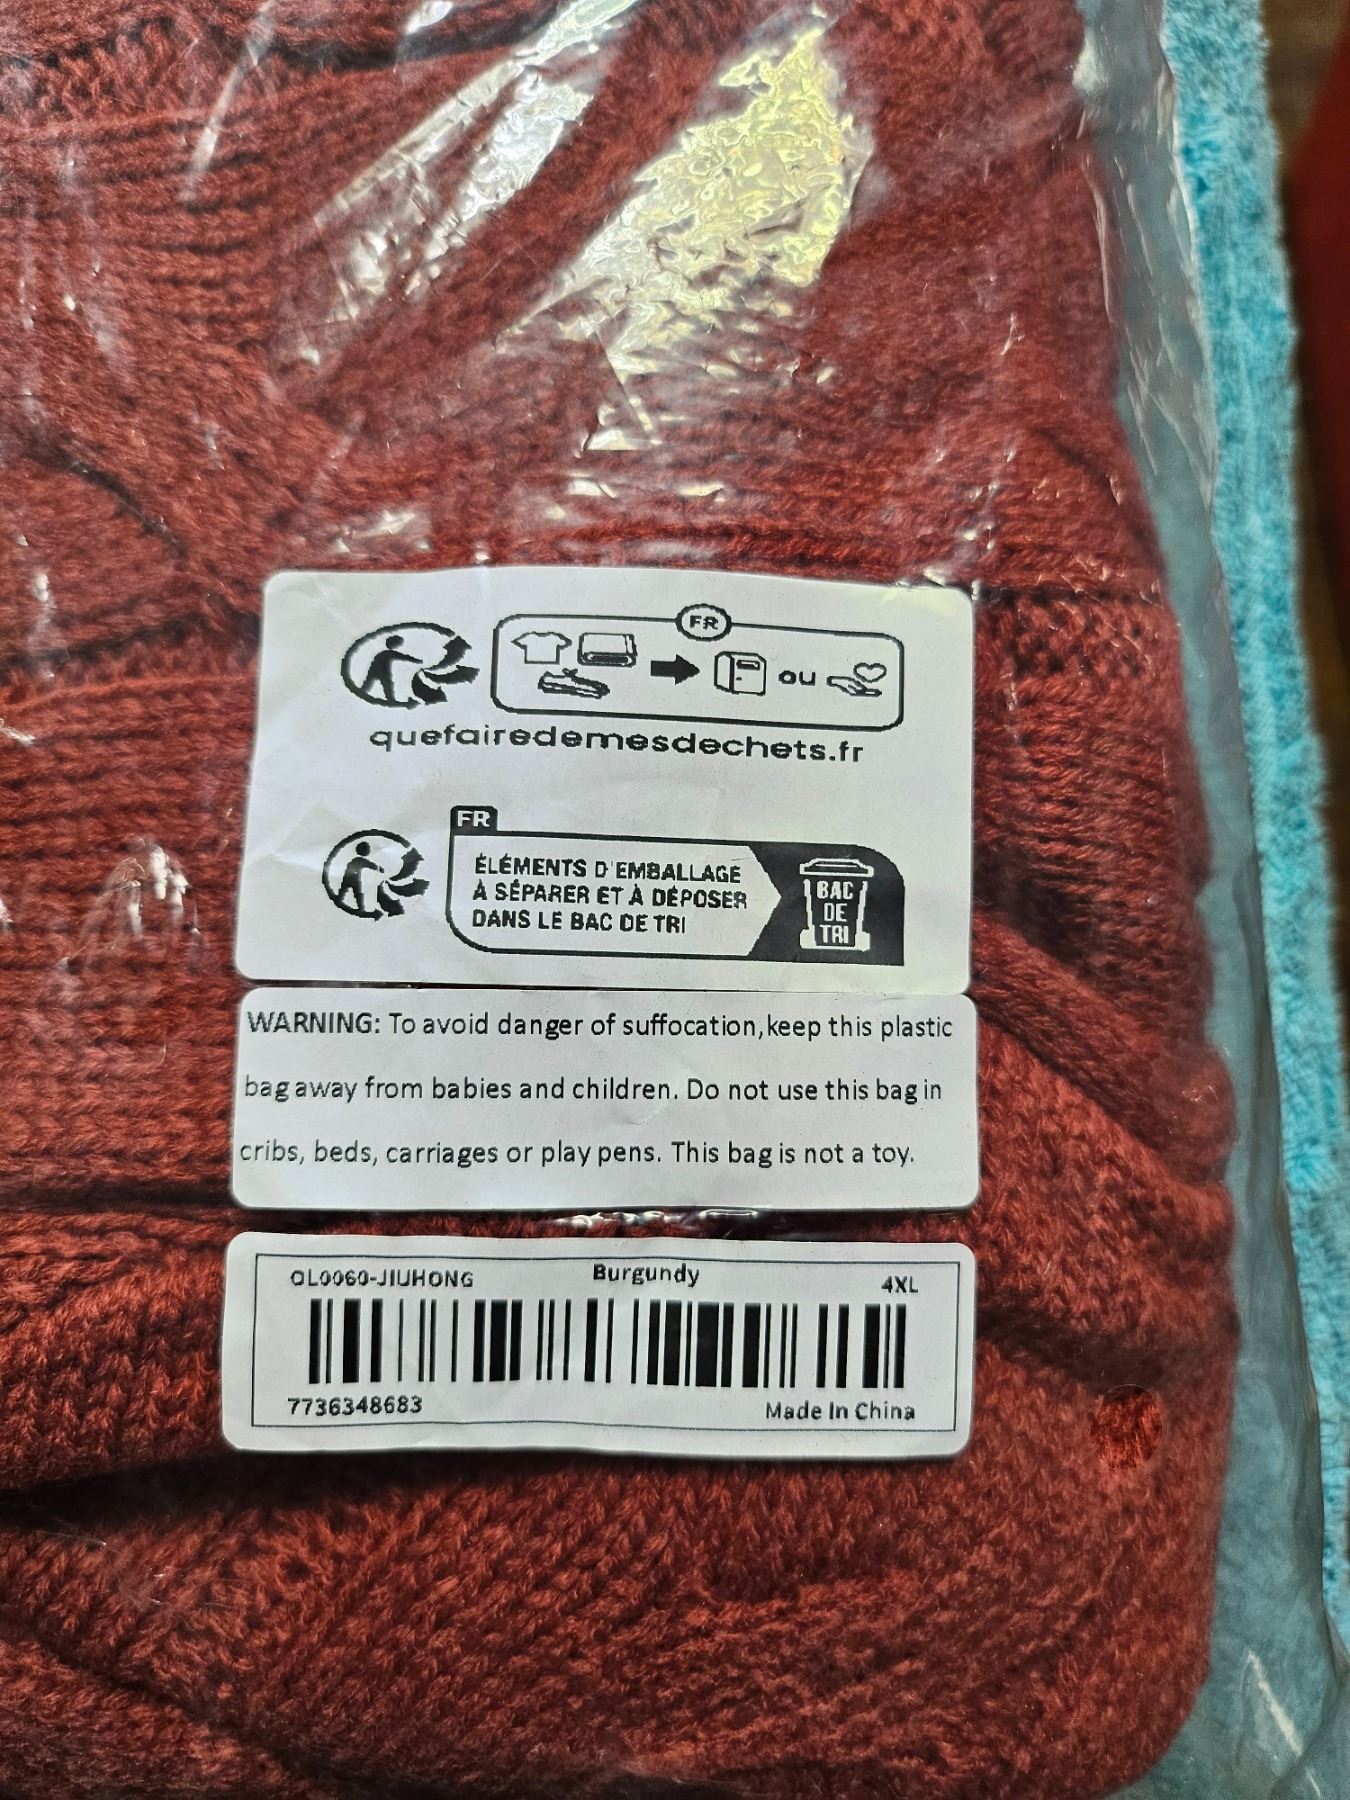 FR
ou
quefairedemesdechets.fr
FR
ÉLÉMENTS D'EMBALLAGE
À SÉPARER ET À DÉPOSER
DANS LE BAC DE TRI
BAC
DE
TRI
WARNING: To avoid danger of suffocation,keep this plastic
bag away from babies and children. Do not use this bag in
cribs, beds, carriages or play pens. This bag is not a toy.
OL0060-JIUHONG Burgundy 4XL
7736348683 Made In China